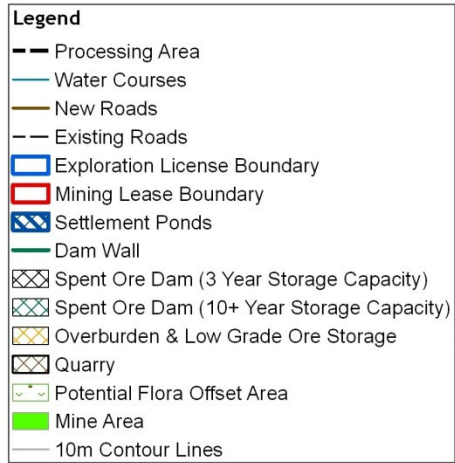 Legend
Processing Area
Water Courses
New Roads
Existing Roads
Exploration License Boundary
Mining Lease Boundary
Settlement Ponds
Dam Wall
Spent Ore Dam (3 Year Storage Capacity)
Spent Ore Dam (10+ Year Storage Capacity)
Overburden & Low Grade Ore Storage
Quarry
Potential Flora Offset Area
Mine Area
10m Contour Lines